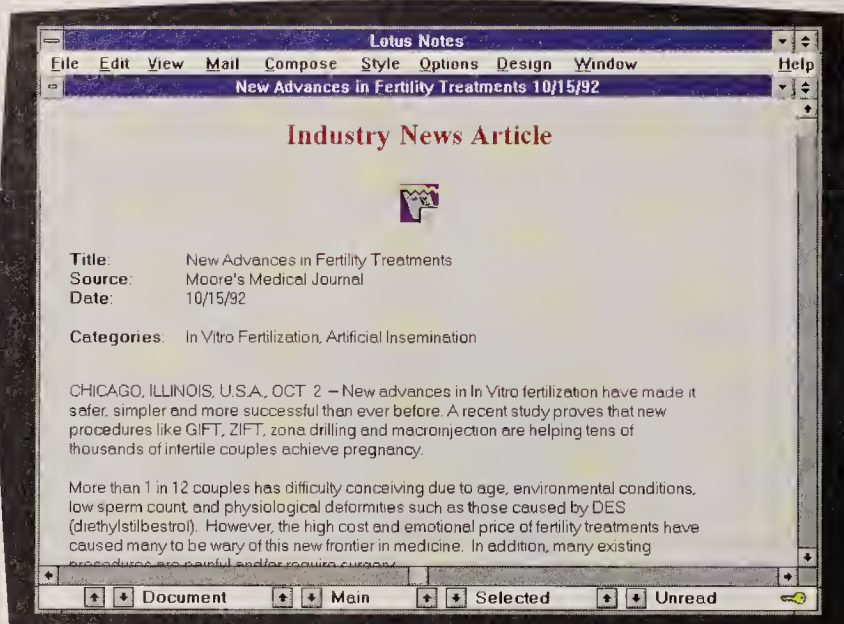 Lotus Notes
File Edit View Mail Compose Style Options Design Window Help
New Advances in Fertility Treatments 10/15/92
Industry News Article
Title: New Advances in Fertility Treatments
Source: Moore's Medical Journal
Date: 10/15/92
Categories: In Vitro Fertilization, Artificial Insemination
CHICAGO, ILLINOIS, U.S.A., OCT 2 – New advances in In Vitro fertilization have made it
safer, simpler and more successful than ever before. A recent study proves that new
procedures like GIFT, ZIFT, zona drilling and macroinjection are helping tens of
thousands of infertile couples achieve pregnancy.
More than 1 in 12 couples has difficulty conceiving due to age, environmental conditions,
low sperm count, and physiological deformities such as those caused by DES
(diethylstilbestrol). However, the high cost and emotional price of fertility treatments have
caused many to be wary of this new frontier in medicine. In addition, many existing
procedures are painful and/or require surgery
Document Main Selected Unread